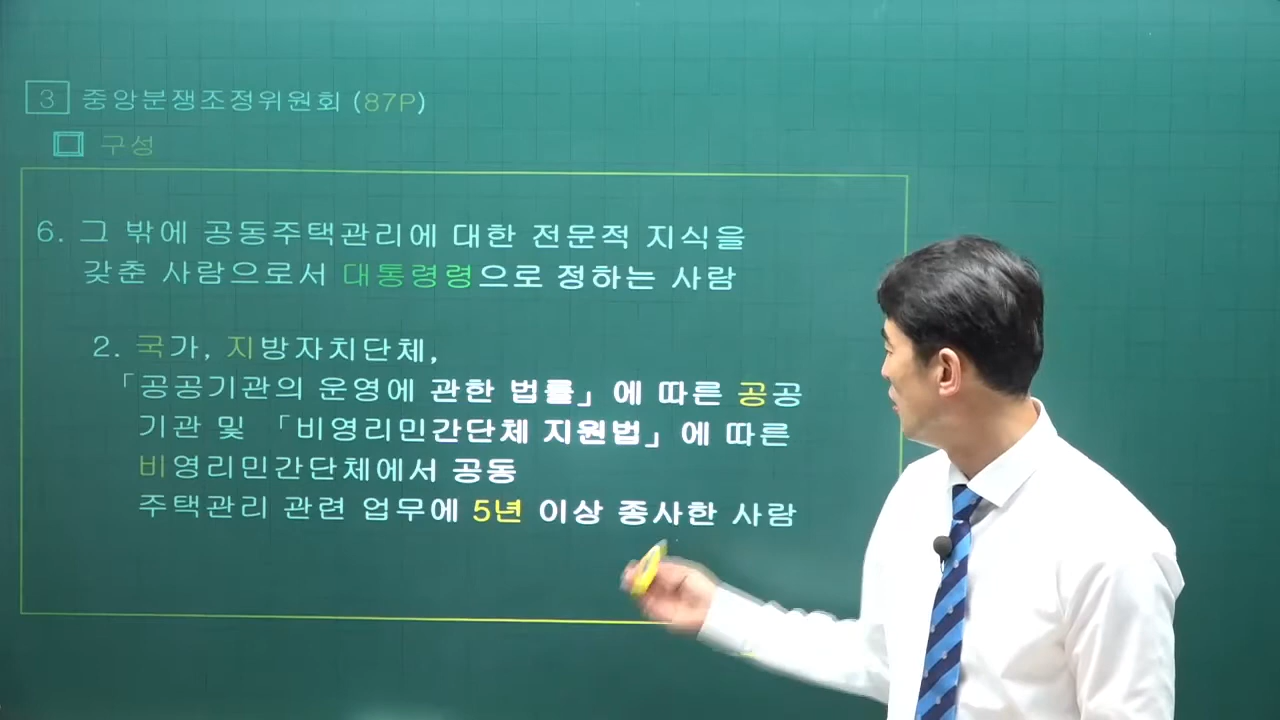 3 중앙분쟁조정위원회 (87P)
구성
6. 그 밖에 공동주택관리에 대한 전문적 지식을
갖춘 사람으로서 대통령령으로 정하는 사람
2. 국가, 지방자치단체,
「공공기관의 운영에 관한 법률」에 따른 공공
기관 및 「비영리민간단체 지원법」에 따른
비영리민간단체에서 공동
주택관리 관련 업무에 5년 이상 종사한 사람